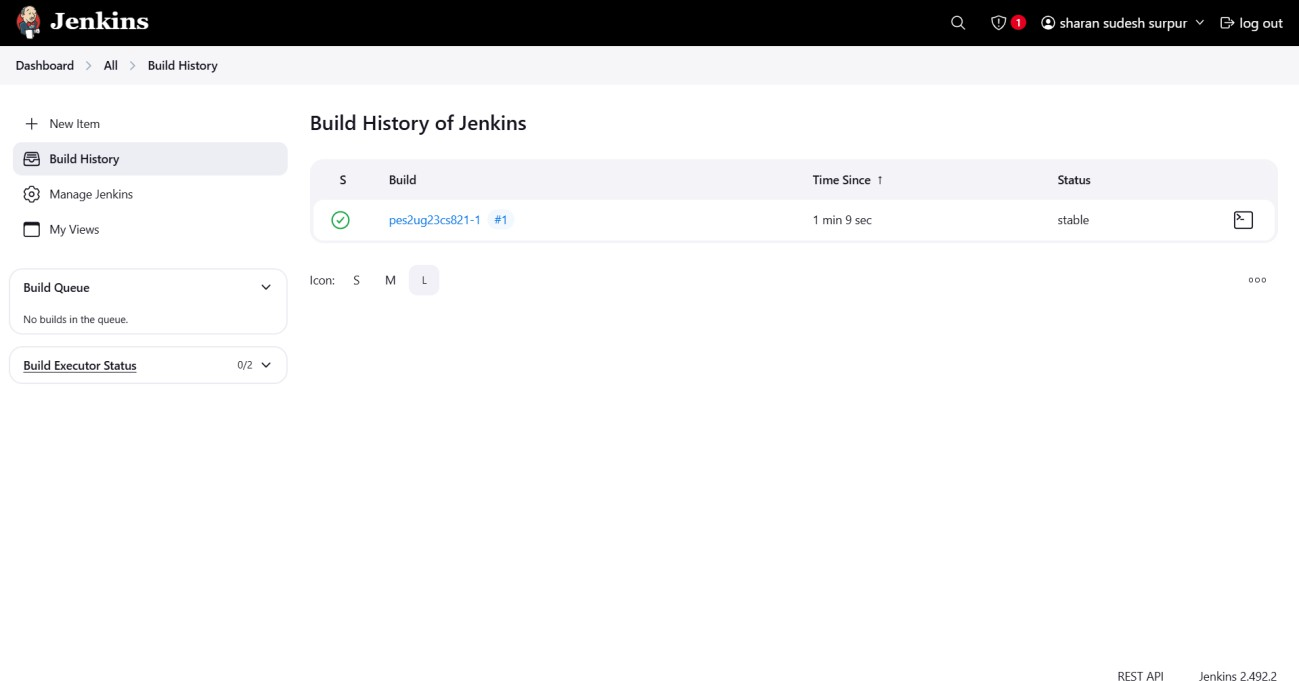 Jenkins
1 sharan sudesh surpur log out
Dashboard All Build History
New Item
Build History
Manage Jenkins
My Views
Build Queue
No builds in the queue.
Build Executor Status 0/2
Build History of Jenkins
S Build Time Since ↑ Status
pes2ug23cs821-1 #1 1 min 9 sec stable
Icon: S M L
REST API Jenkins 2.492.2